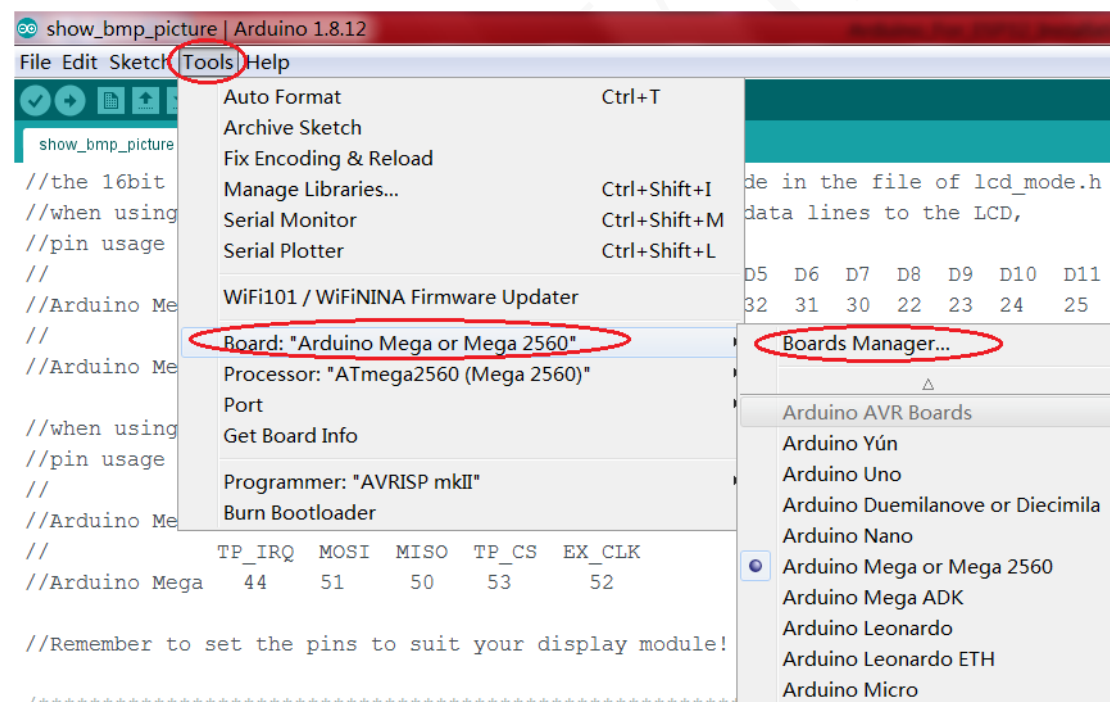 show_bmp_picture | Arduino 1.8.12
File Edit Sketch Tools Help
show_bmp_picture
Auto Format Ctrl+T
Archive Sketch
Fix Encoding & Reload
Manage Libraries... Ctrl+Shift+I
Serial Monitor Ctrl+Shift+M
Serial Plotter Ctrl+Shift+L
WiFi101 / WiFiNINA Firmware Updater
Board: "Arduino Mega or Mega 2560"
Processor: "ATmega2560 (Mega 2560)"
Port
Get Board Info
Programmer: "AVRISP mkII"
Burn Bootloader
Boards Manager...
Arduino AVR Boards
Arduino Yún
Arduino Uno
Arduino Duemilanove or Diecimila
Arduino Nano
Arduino Mega or Mega 2560
Arduino Mega ADK
Arduino Leonardo
Arduino Leonardo ETH
Arduino Micro
//the 16bit de in the file of lcd_mode.h
//when using data lines to the LCD,
//pin usage
// D5 D6 D7 D8 D9 D10 D11
//Arduino Me 32 31 30 22 23 24 25
//
//Arduino Me
//when using
//pin usage
//
//Arduino Me
// TP_IRQ MOSI MISO TP_CS EX_CLK
//Arduino Mega 44 51 50 53 52
//Remember to set the pins to suit your display module!